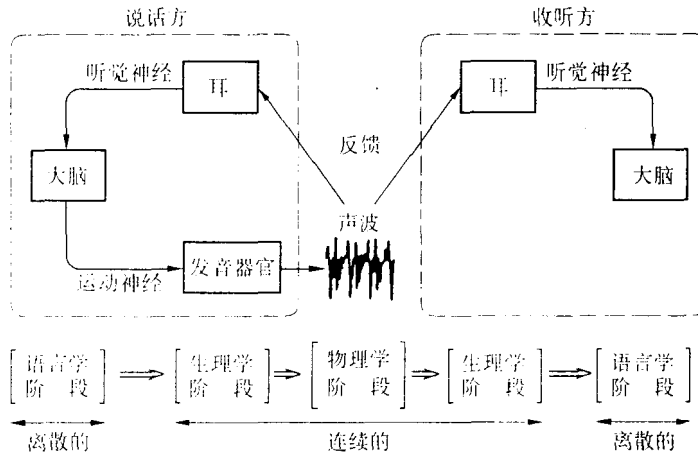 说话方
收听方
听觉神经
耳
反馈
耳
听觉神经
大脑
大脑
声波
运动神经
发音器官
语言学
阶 段
生理学
阶 段
物理学
阶 段
生理学
阶 段
语言学
阶 段
离散的
连续的
离散的